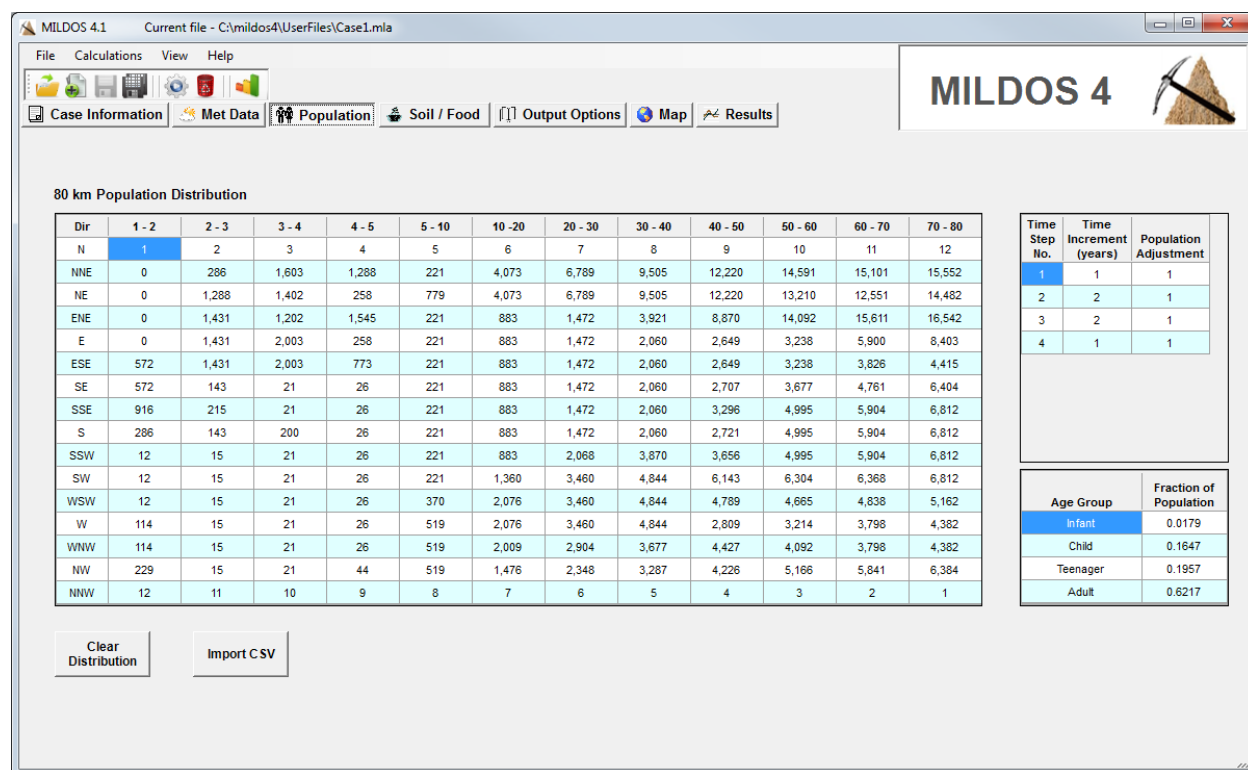 MILDOS 4.1 Current file - C:\mildos4\UserFiles\Case1.mla
File Calculations View Help
MILDOS 4
Case Information Met Data Population Soil / Food Output Options Map Results
80 km Population Distribution
Dir 1 - 2 2 - 3 3 - 4 4 - 5 5 - 10 10 -20 20 - 30 30 - 40 40 - 50 50 - 60 60 - 70 70 - 80
N 1 2 3 4 5 6 7 8 9 10 11 12
NNE 0 286 1,603 1,288 221 4,073 6,789 9,505 12,220 14,591 15,101 15,552
NE 0 1,288 1,402 258 779 4,073 6,789 9,505 12,220 13,210 12,551 14,482
ENE 0 1,431 1,202 1,545 221 883 1,472 3,921 8,870 14,092 15,611 16,542
E 0 1,431 2,003 258 221 883 1,472 2,060 2,649 3,238 5,900 8,403
ESE 572 1,431 2,003 773 221 883 1,472 2,060 2,649 3,238 3,826 4,415
SE 572 143 21 26 221 883 1,472 2,060 2,707 3,677 4,761 6,404
SSE 916 215 21 26 221 883 1,472 2,060 3,296 4,995 5,904 6,812
S 286 143 200 26 221 883 1,472 2,060 2,721 4,995 5,904 6,812
SSW 12 15 21 26 221 883 2,068 3,870 3,656 4,995 5,904 6,812
SW 12 15 21 26 221 1,360 3,460 4,844 6,143 6,304 6,368 6,812
WSW 12 15 21 26 370 2,076 3,460 4,844 4,789 4,665 4,838 5,162
W 114 15 21 26 519 2,076 3,460 4,844 2,809 3,214 3,798 4,382
WNW 114 15 21 26 519 2,009 2,904 3,677 4,427 4,092 3,798 4,382
NW 229 15 21 44 519 1,476 2,348 3,287 4,226 5,166 5,841 6,384
NNW 12 11 10 9 8 7 6 5 4 3 2 1
Clear
Distribution
Import CSV
Time Time
Step Increment Population
No. (years) Adjustment
1 1 1
2 2 1
3 2 1
4 1 1
Fraction of
Age Group Population
Infant 0.0179
Child 0.1647
Teenager 0.1957
Adult 0.6217